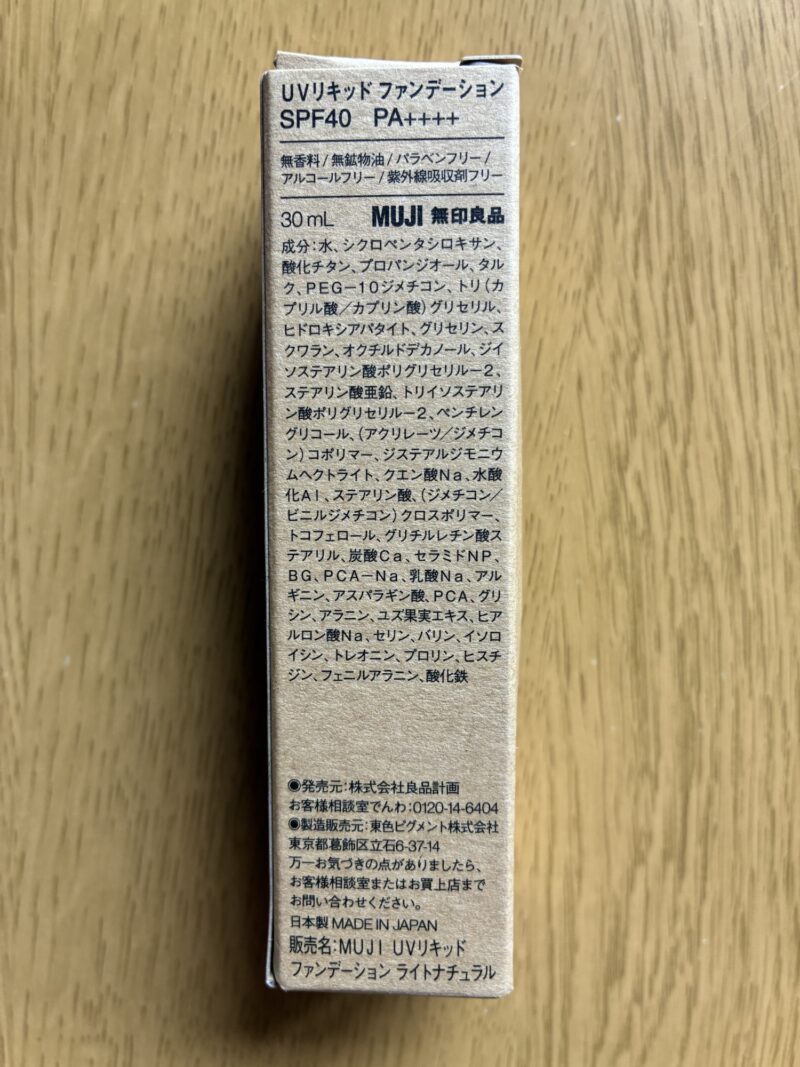 UVリキッド ファンデーション
SPF40 PA++++
無香料/無鉱物油/パラベンフリー/
アルコールフリー/紫外線吸収剤フリー
30mL MUJI 無印良品
成分:水、シクロペンタシロキサン、
酸化チタン、プロパンジオール、タル
ク、PEG-10ジメチコン、トリ(カ
プリル酸/カプリン酸)グリセリル、
ヒドロキシアパタイト、グリセリン、ス
クワラン、オクチルドデカノール、ジイ
ソステアリン酸ポリグリセリル-2、
ステアリン酸亜鉛、トリイソステアリ
ン酸ポリグリセリル-2、ペンチレン
グリコール、(アクリレーツ/ジメチコ
ン)コポリマー、ジステアルジモニウ
ムヘクトライト、クエン酸Na、水酸
化Al、ステアリン酸、(ジメチコン/
ビニルジメチコン)クロスポリマー、
トコフェロール、グリチルレチン酸ス
テアリル、炭酸Ca、セラミドNP、
BG、PCA-Na、乳酸Na、アル
ギニン、アスパラギン酸、PCA、グリ
シン、アラニン、ユズ果実エキス、ヒア
ルロン酸Na、セリン、バリン、イソロ
イシン、トレオニン、プロリン、ヒスチ
ジン、フェニルアラニン、酸化鉄
◉発売元:株式会社良品計画
お客様相談室でんわ:0120-14-6404
◉製造販売元:東色ピグメント株式会社
東京都葛飾区立石6-37-14
万一お気づきの点がありましたら、
お客様相談室またはお買上店まで
お問い合わせください。
日本製 MADE IN JAPAN
販売名:MUJI UVリキッド
ファンデーション ライトナチュラル